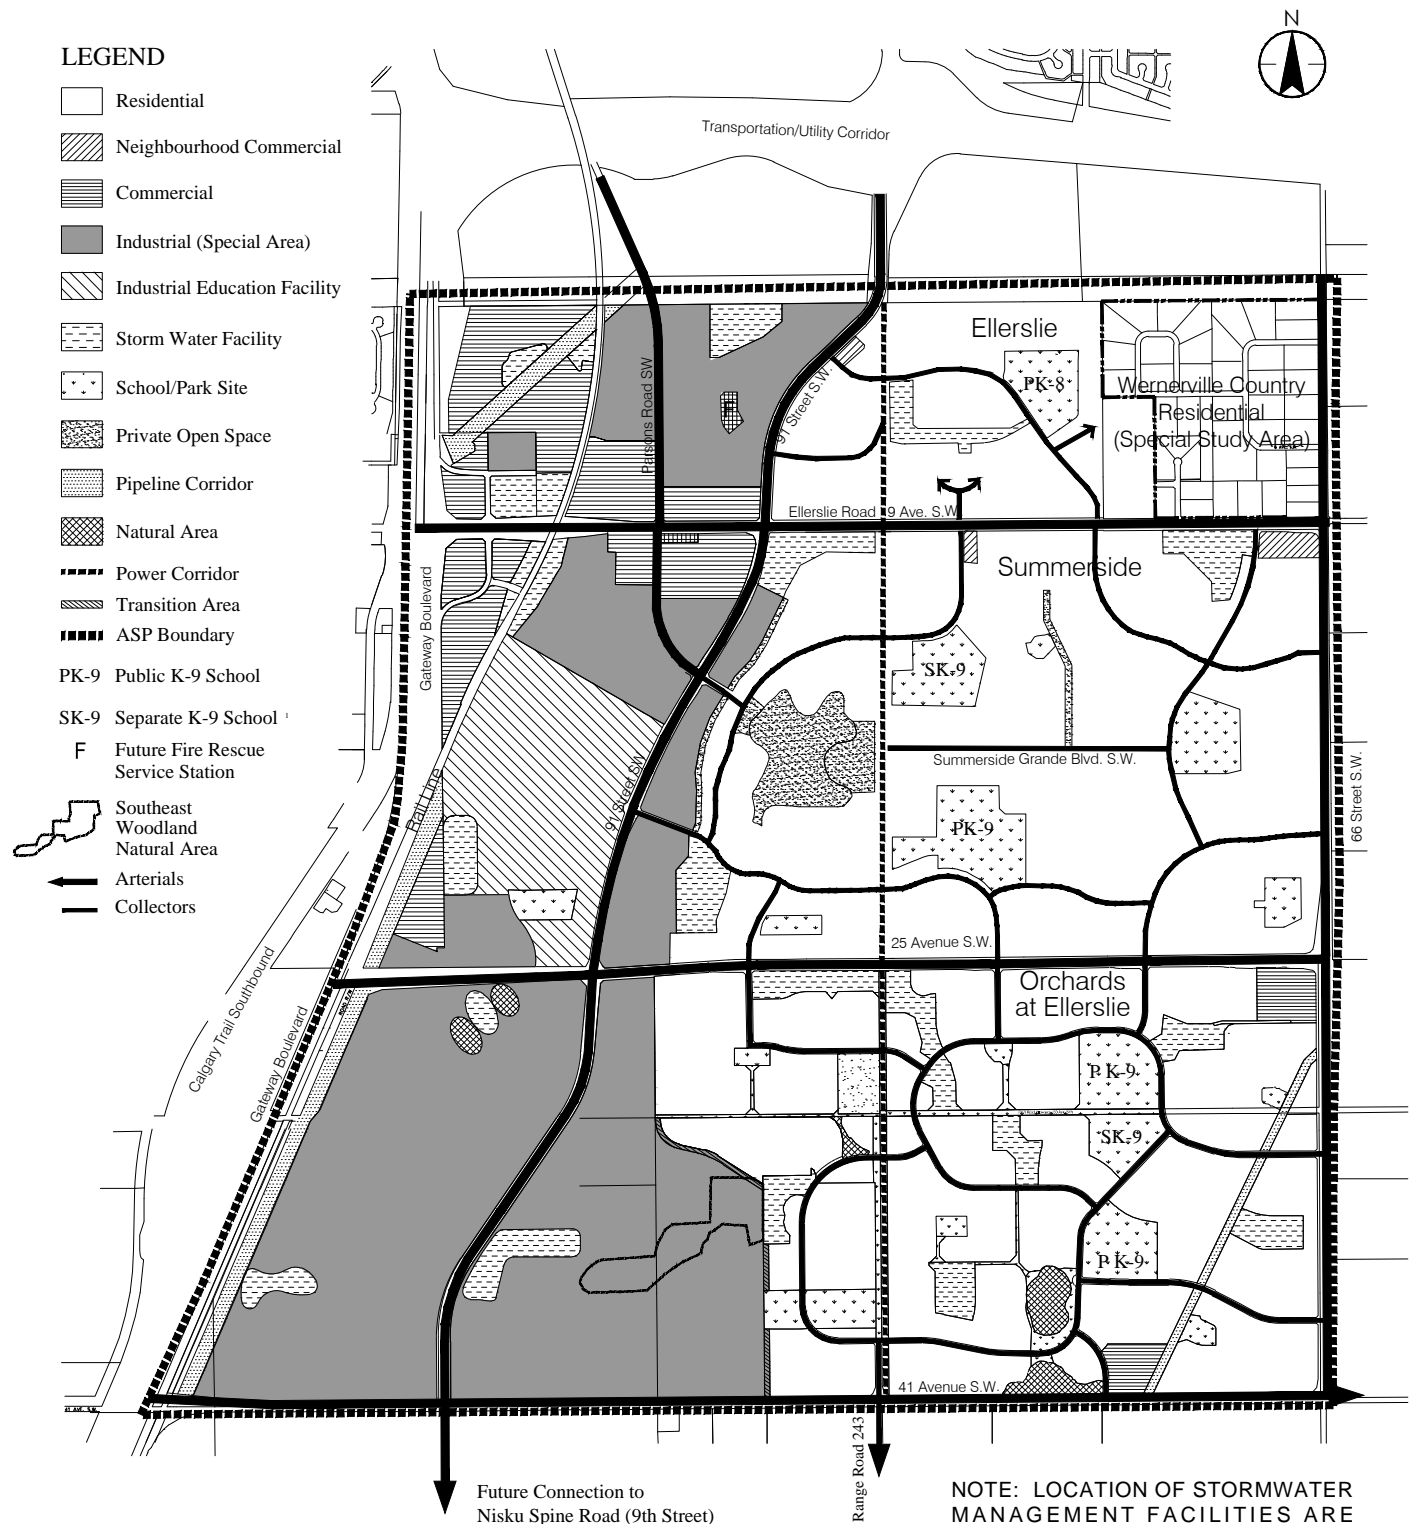 N
LEGEND
Residential
Neighbourhood Commercial
Commercial
Industrial (Special Area)
Industrial Education Facility
Storm Water Facility
School/Park Site
Private Open Space
Pipeline Corridor
Natural Area
Power Corridor
Transition Area
ASP Boundary
PK-9 Public K-9 School
SK-9 Separate K-9 School
F Future Fire Rescue
Service Station
Southeast
Woodland
Natural Area
Arterials
Collectors
Transportation/Utility Corridor
Ellerslie
PK-8
Wernerville Country
Residential
(Special Study Area)
Parsons Road SW
F
91 Street S.W.
Ellerslie Road 9 Ave. S.W.
Summerside
Gateway Boulevard
SK-9
Summerside Grande Blvd. S.W.
66 Street S.W.
Rail Line
91 Street SW
PK-9
25 Avenue S.W.
Orchards
at Ellerslie
Calgary Trail Southbound
Gateway Boulevard
PK-9
SK-9
PK-9
41 Avenue S.W.
41 AVE. S.W.
Range Road 243
Future Connection to
Nisku Spine Road (9th Street)
NOTE: LOCATION OF STORMWATER
MANAGEMENT FACILITIES ARE